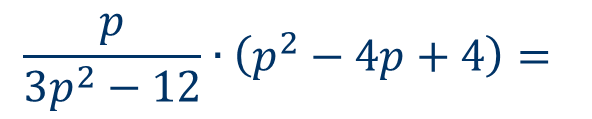 p/(3p² − 12) · (p² − 4p + 4) =